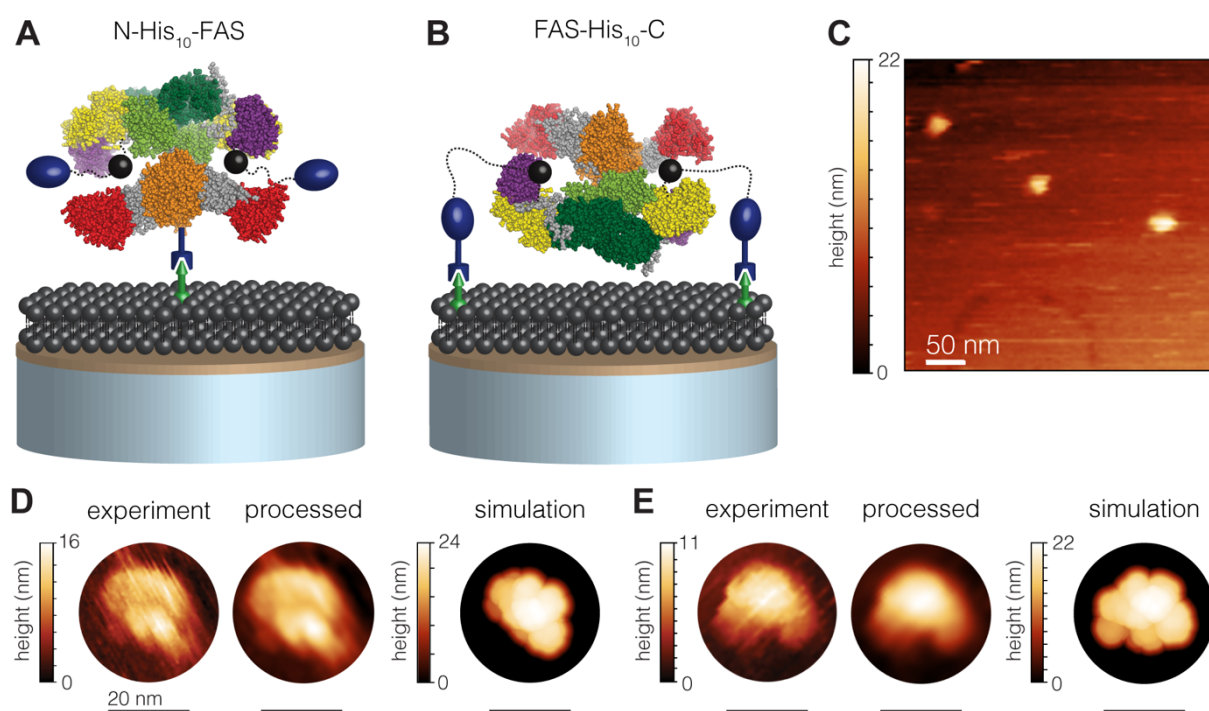 A
N-His₁₀-FAS
B
FAS-His₁₀-C
C
22
height (nm)
0
50 nm
D
experiment
processed
simulation
16
height (nm)
0
20 nm
24
height (nm)
0
E
experiment
processed
simulation
11
height (nm)
0
22
height (nm)
0